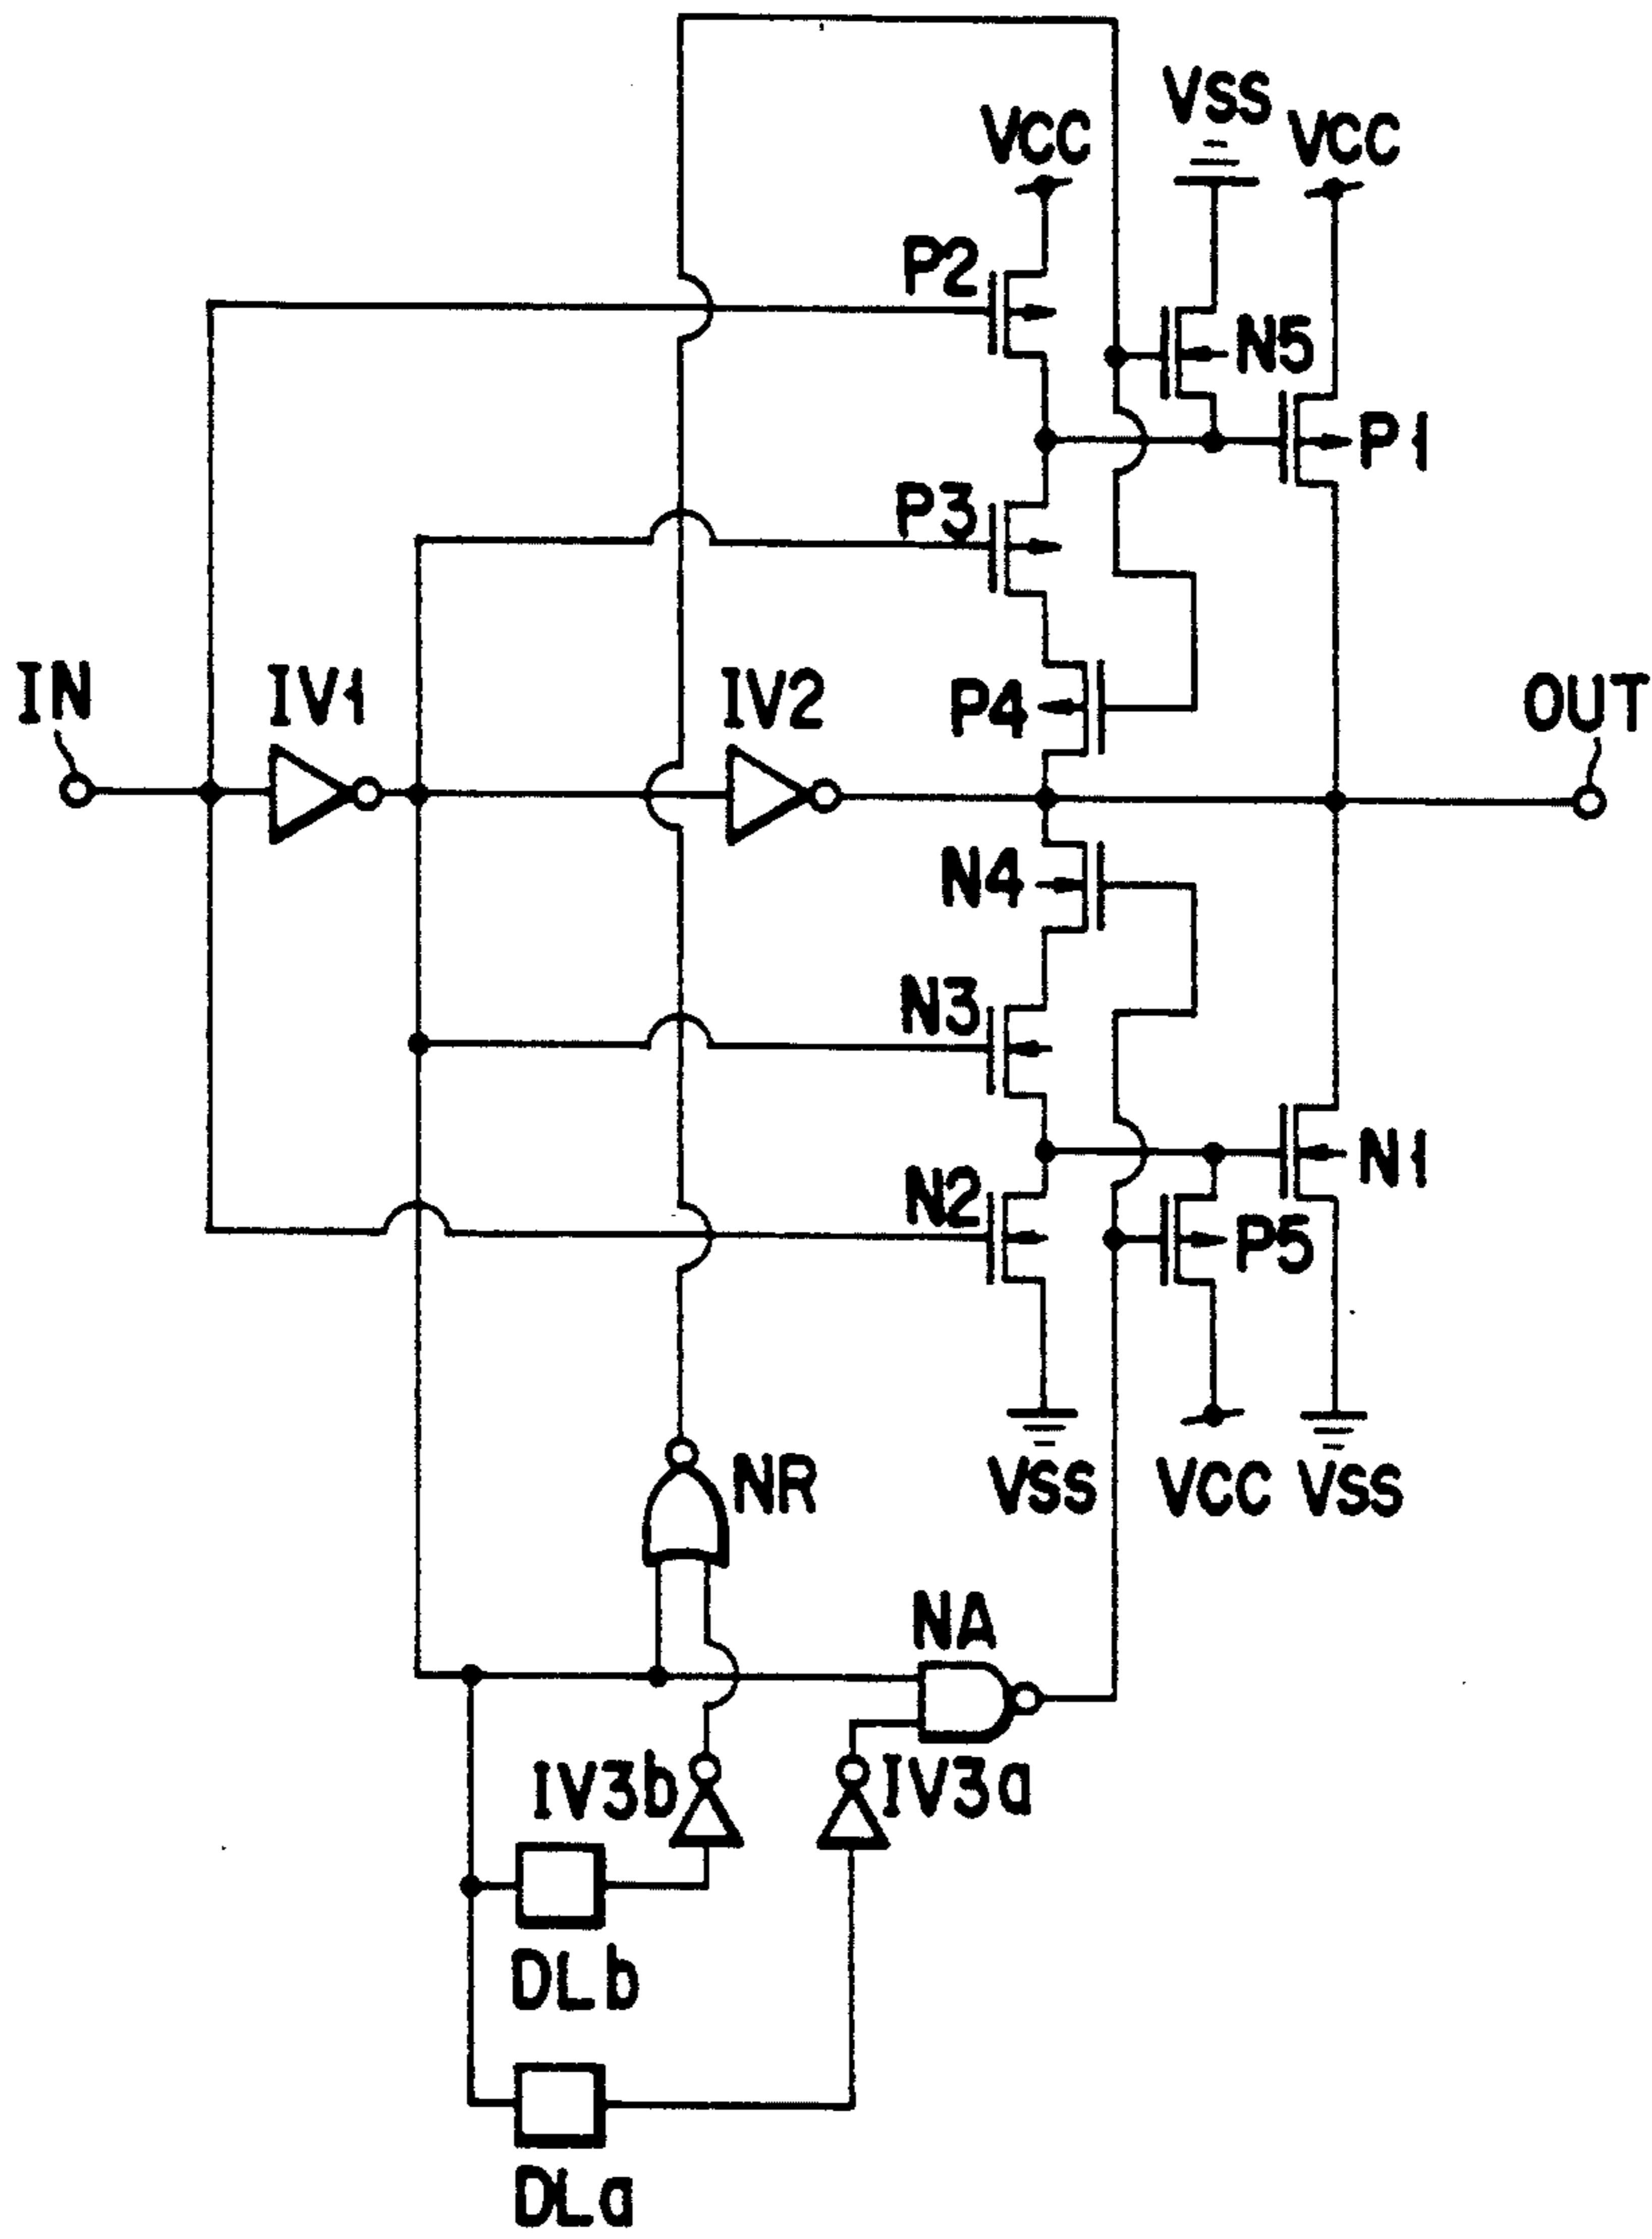 VSS
VCC
VCC
P2
N5
P1
P3
IN
IV1
IV2
P4
OUT
N4
N3
N1
N2
P5
NR
VSS
VCC
VSS
NA
IV3b
IV3a
DLb
DLa